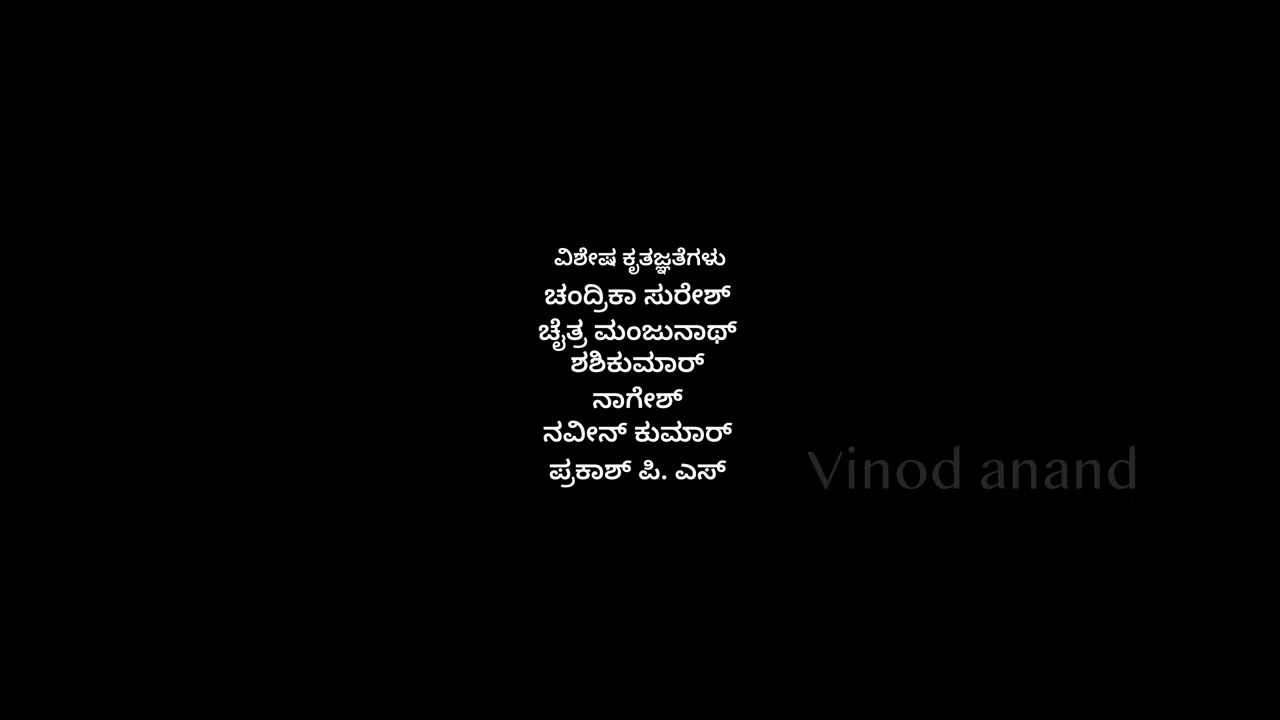 ವಿಶೇಷ ಕೃತಜ್ಞತೆಗಳು
ಚಂದ್ರಿಕಾ ಸುರೇಶ್
ಚೈತ್ರ ಮಂಜುನಾಥ್
ಶಶಿಕುಮಾರ್
ನಾಗೇಶ್
ನವೀನ್ ಕುಮಾರ್
ಪ್ರಕಾಶ್ ಪಿ. ಎಸ್
Vinod anand